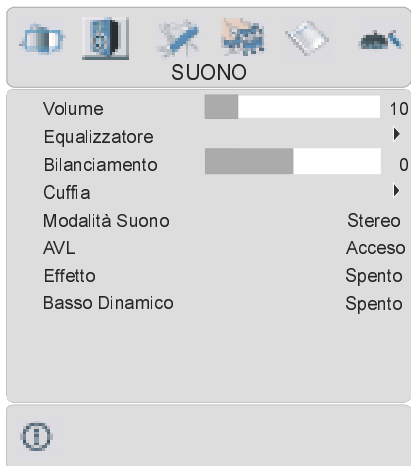 SUONO
Volume 10
Equalizzatore
Bilanciamento 0
Cuffia
Modalità Suono Stereo
AVL Acceso
Effetto Spento
Basso Dinamico Spento